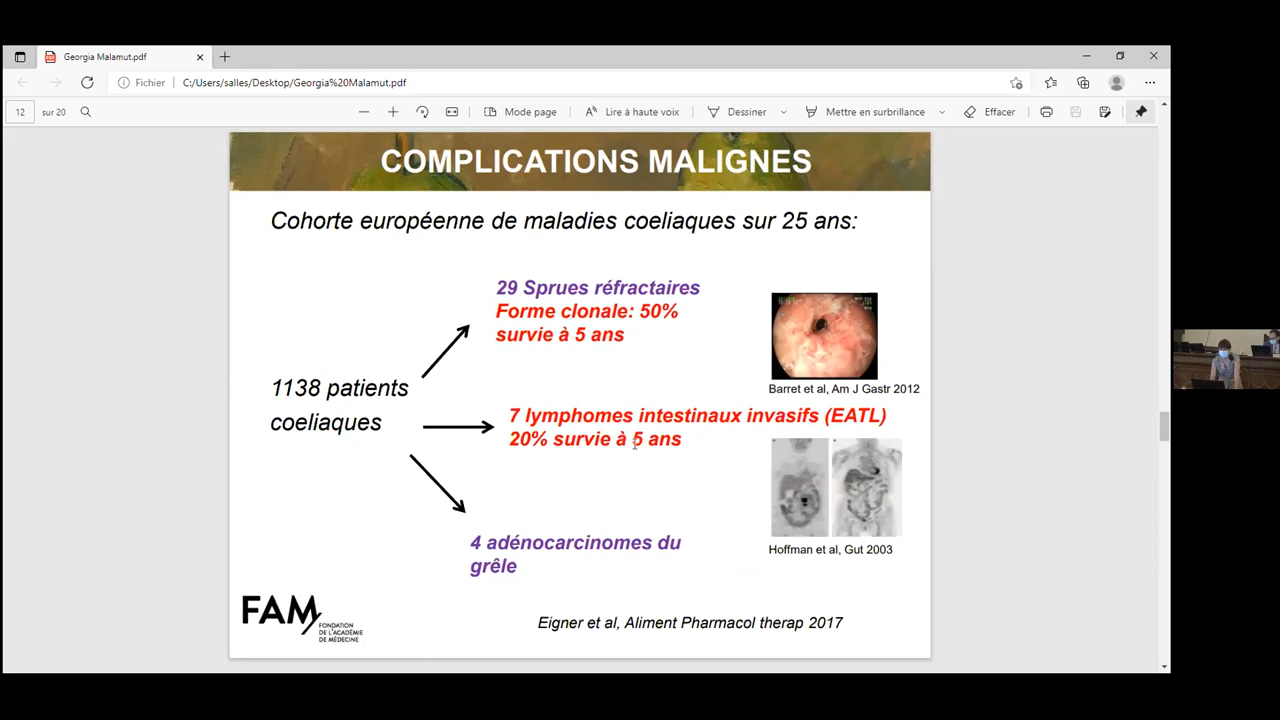 Georgia Malamut.pdf
Fichier
C:/Users/salles/Desktop/Georgia%20Malamut.pdf
12 sur 20
Mode page
Lire à haute voix
Dessiner
Mettre en surbrillance
Effacer
COMPLICATIONS MALIGNES
Cohorte européenne de maladies coeliaques sur 25 ans:
29 Sprues réfractaires
Forme clonale: 50%
survie à 5 ans
Barret et al, Am J Gastr 2012
1138 patients
coeliaques
7 lymphomes intestinaux invasifs (EATL)
20% survie à 5 ans
Hoffman et al, Gut 2003
4 adénocarcinomes du
grêle
FAM
FONDATION
DE L'ACADÉMIE
DE MÉDECINE
Eigner et al, Aliment Pharmacol therap 2017